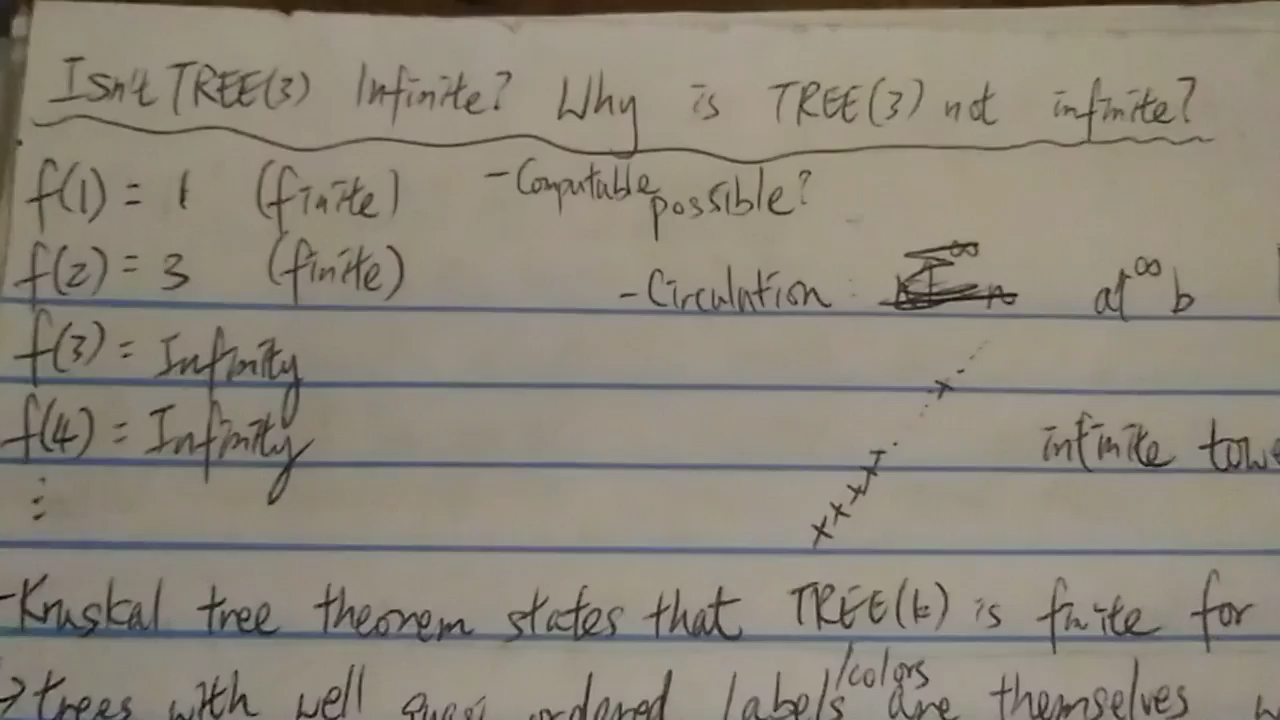 Isn't TREE(3) Infinite? Why is TREE(3) not infinite?
f(1) = 1 (finite) -Computable possible?
f(2) = 3 (finite)
-Circulation : a↑^∞ b
f(3) = Infinity
f(4) = Infinity
⋮
infinite
-Kruskal tree theorem states that TREE(k) is finite for
→ trees with well quasi ordered labels /colors are themselves